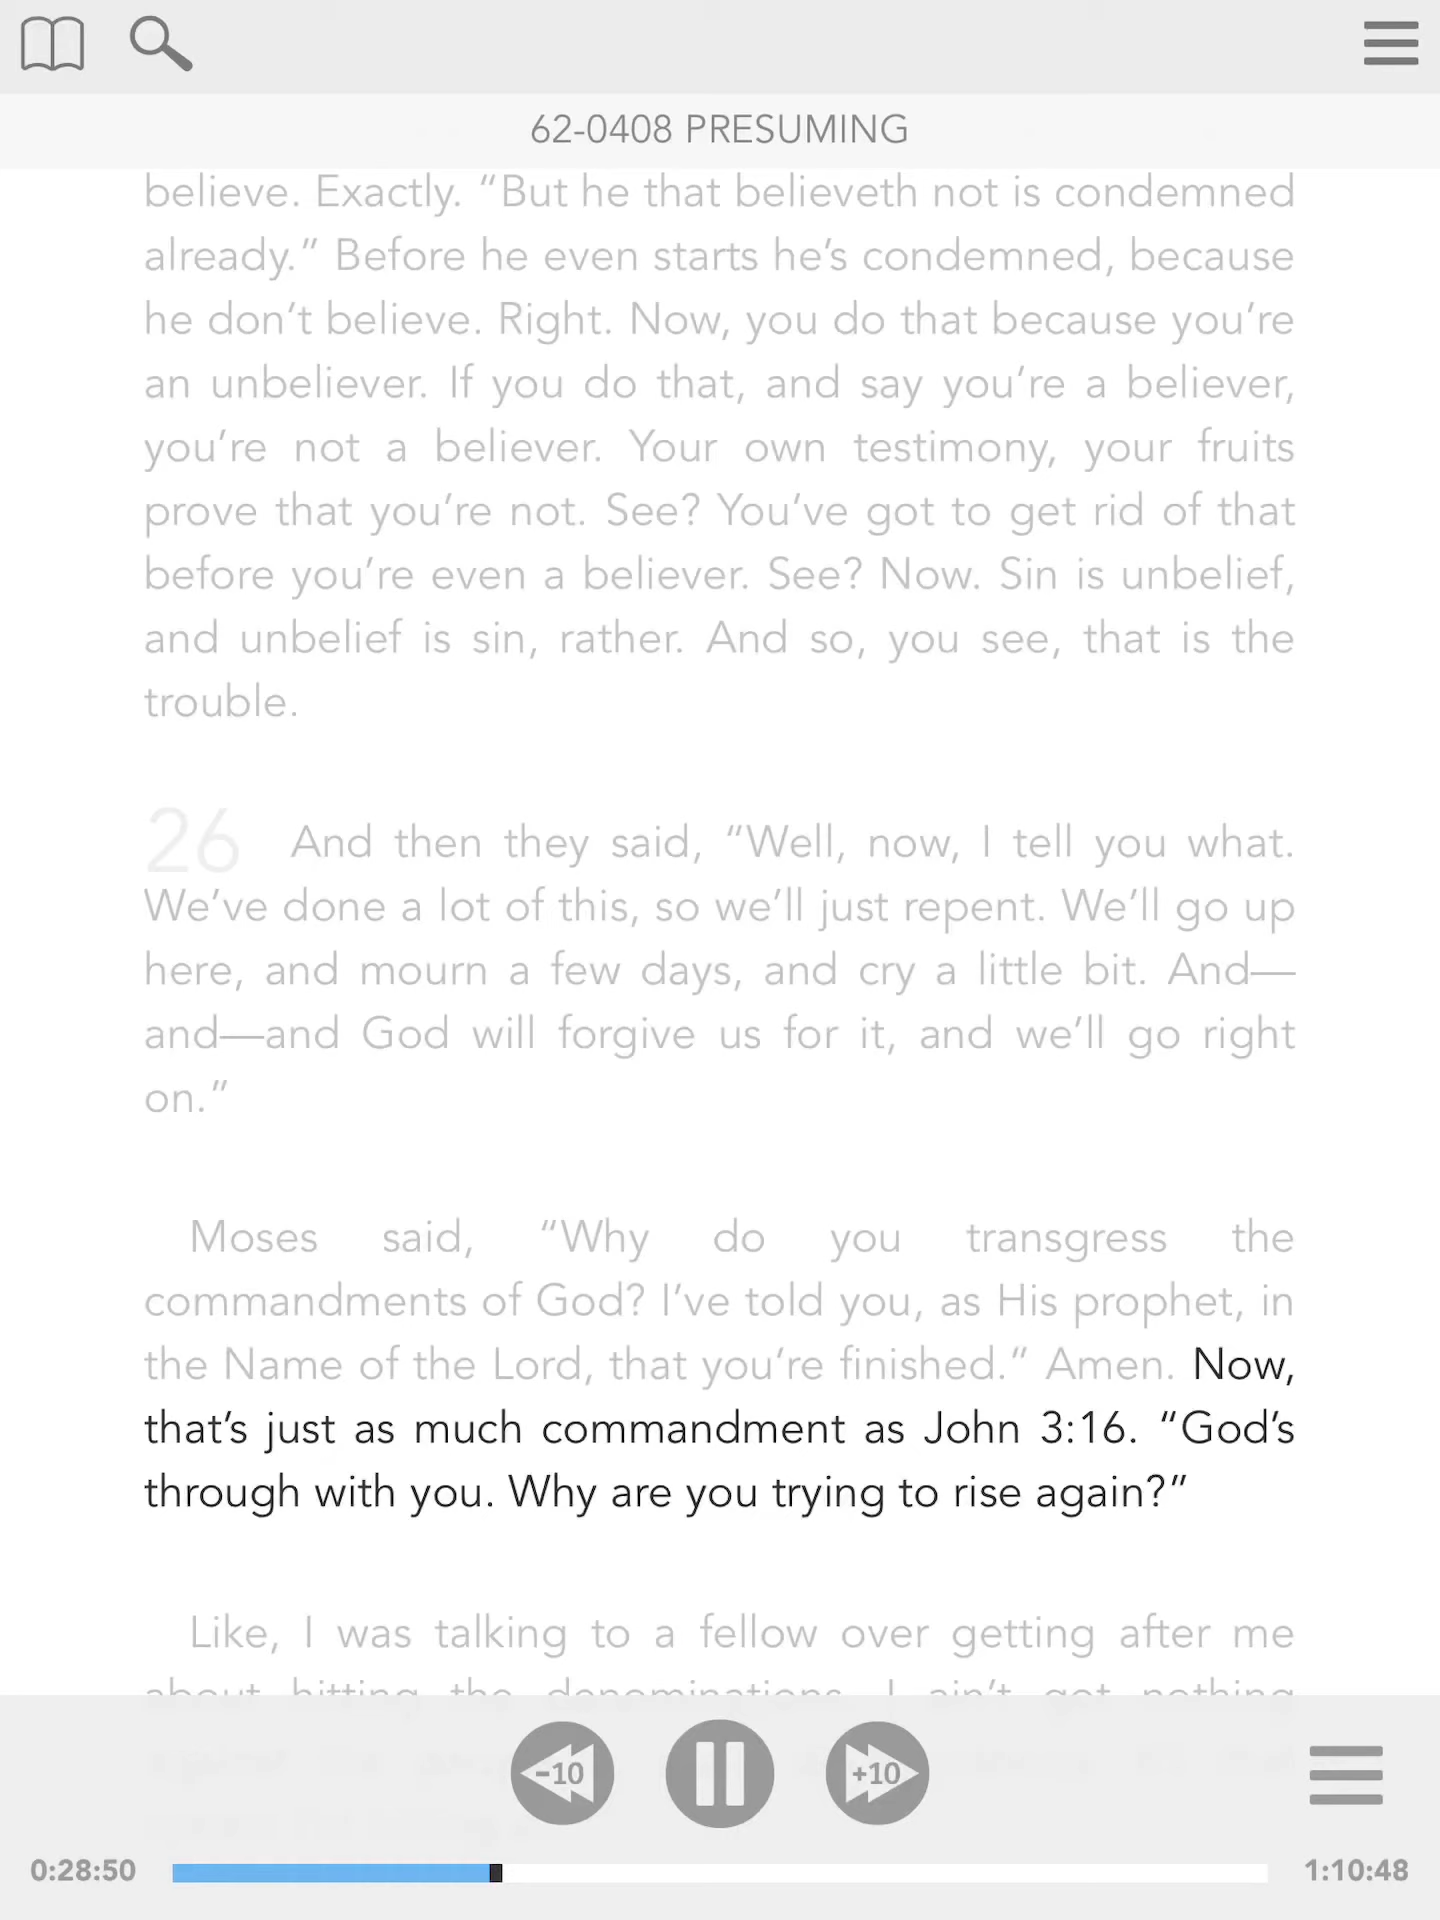 62-0408 PRESUMING
believe. Exactly. “But he that believeth not is condemned
already.” Before he even starts he’s condemned, because
he don’t believe. Right. Now, you do that because you’re
an unbeliever. If you do that, and say you’re a believer,
you’re not a believer. Your own testimony, your fruits
prove that you’re not. See? You’ve got to get rid of that
before you’re even a believer. See? Now. Sin is unbelief,
and unbelief is sin, rather. And so, you see, that is the
trouble.
26 And then they said, “Well, now, I tell you what.
We’ve done a lot of this, so we’ll just repent. We’ll go up
here, and mourn a few days, and cry a little bit. And—
and—and God will forgive us for it, and we’ll go right
on.”
Moses said, “Why do you transgress the
commandments of God? I’ve told you, as His prophet, in
the Name of the Lord, that you’re finished.” Amen. Now,
that’s just as much commandment as John 3:16. “God’s
through with you. Why are you trying to rise again?”
Like, I was talking to a fellow over getting after me
about hitting the denominations. I ain’t got nothing
-10 +10
0:28:50 1:10:48